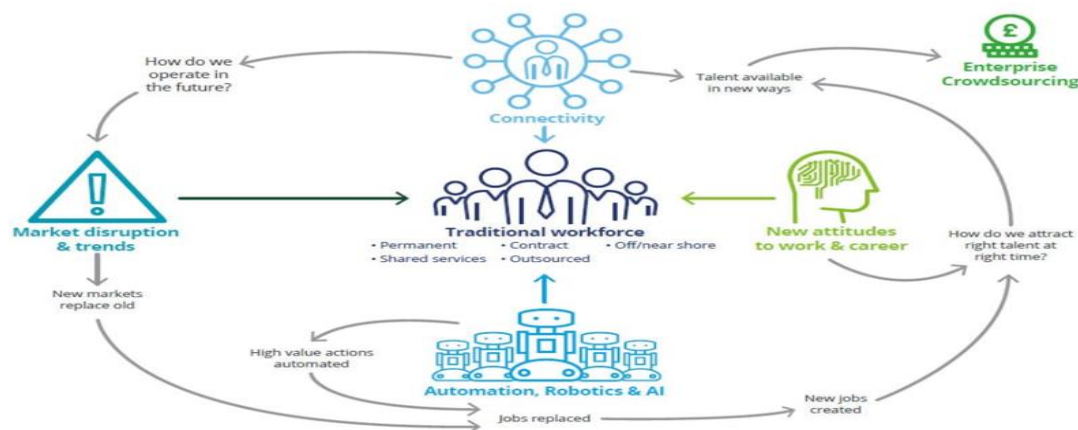 How do we
operate in
the future?
Connectivity
Talent available
in new ways
£
Enterprise
Crowdsourcing
Market disruption
& trends
Traditional workforce
• Permanent • Contract • Off/near shore
• Shared services • Outsourced
New attitudes
to work & career
How do we attract
right talent at
right time?
New markets
replace old
High value actions
automated
Automation, Robotics & AI
Jobs replaced
New jobs
created